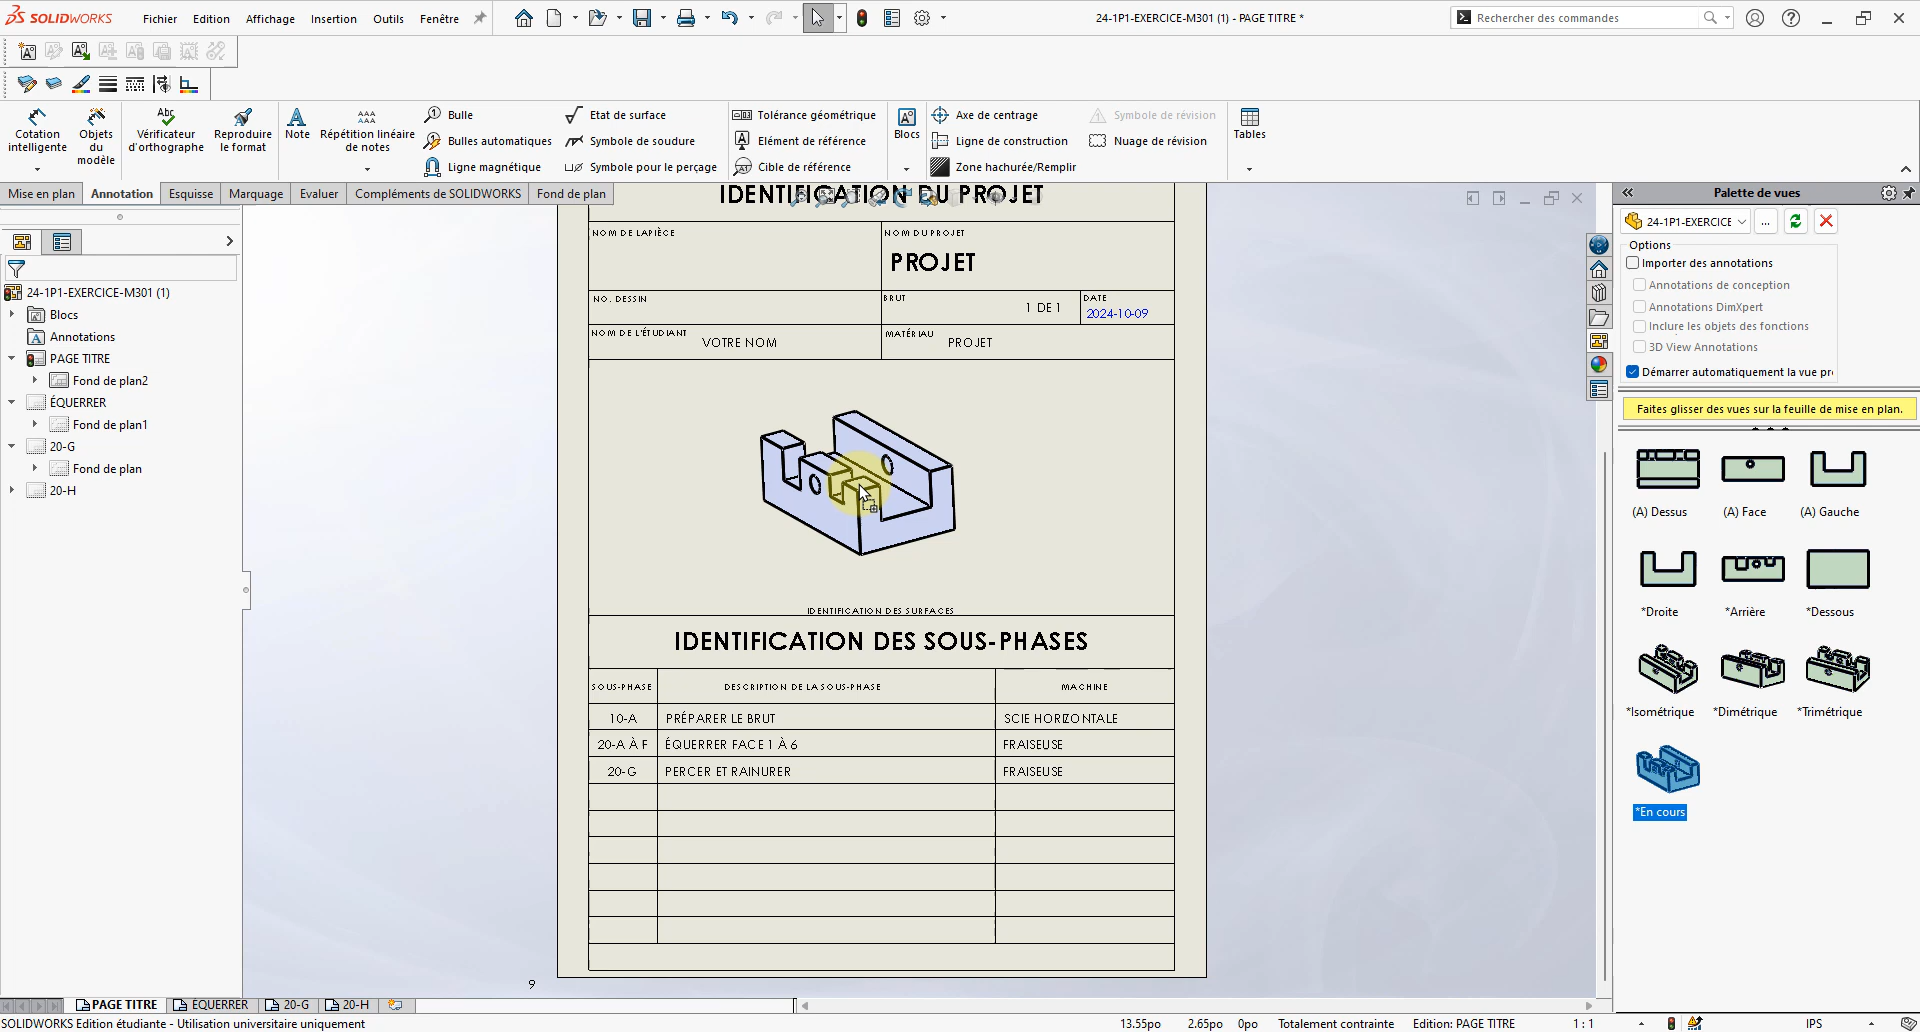 SOLIDWORKS
Fichier Edition Affichage Insertion Outils Fenêtre
24-1P1-EXERCICE-M301 (1) - PAGE TITRE *
Rechercher des commandes
Cotation intelligente
Objets du modèle
Abc
Vérificateur d'orthographe
Reproduire le format
Note
Répétition linéaire de notes
Bulle
Bulles automatiques
Ligne magnétique
Etat de surface
Symbole de soudure
Symbole pour le perçage
Tolérance géométrique
Elément de référence
Cible de référence
Blocs
Axe de centrage
Ligne de construction
Zone hachurée/Remplir
Symbole de révision
Nuage de révision
Tables
Mise en plan Annotation Esquisse Marquage Evaluer Compléments de SOLIDWORKS Fond de plan
24-1P1-EXERCICE-M301 (1)
Blocs
Annotations
PAGE TITRE
Fond de plan2
ÉQUERRER
Fond de plan1
20-G
Fond de plan
20-H
IDENTIFICATION DU PROJET
NOM DE LA PIÈCE
NOM DU PROJET
PROJET
NO. DESSIN
BRUT
1 DE 1
DATE
2024-10-09
NOM DE L'ÉTUDIANT
VOTRE NOM
MATÉRIAU
PROJET
IDENTIFICATION DES SURFACES
IDENTIFICATION DES SOUS-PHASES
SOUS-PHASE DESCRIPTION DE LA SOUS-PHASE MACHINE
10-A PRÉPARER LE BRUT SCIE HORIZONTALE
20-A À F ÉQUERRER FACE 1 À 6 FRAISEUSE
20-G PERCER ET RAINURER FRAISEUSE
9
Palette de vues
24-1P1-EXERCICE
...
Options
Importer des annotations
Annotations de conception
Annotations DimXpert
Inclure les objets des fonctions
3D View Annotations
Démarrer automatiquement la vue pr
Faites glisser des vues sur la feuille de mise en plan.
(A) Dessus (A) Face (A) Gauche
*Droite *Arrière *Dessous
*Isométrique *Dimétrique *Trimétrique
*En cours
PAGE TITRE ÉQUERRER 20-G 20-H
SOLIDWORKS Edition étudiante - Utilisation universitaire uniquement
13.55po 2.65po 0po Totalement contrainte Edition: PAGE TITRE 1 : 1 IPS